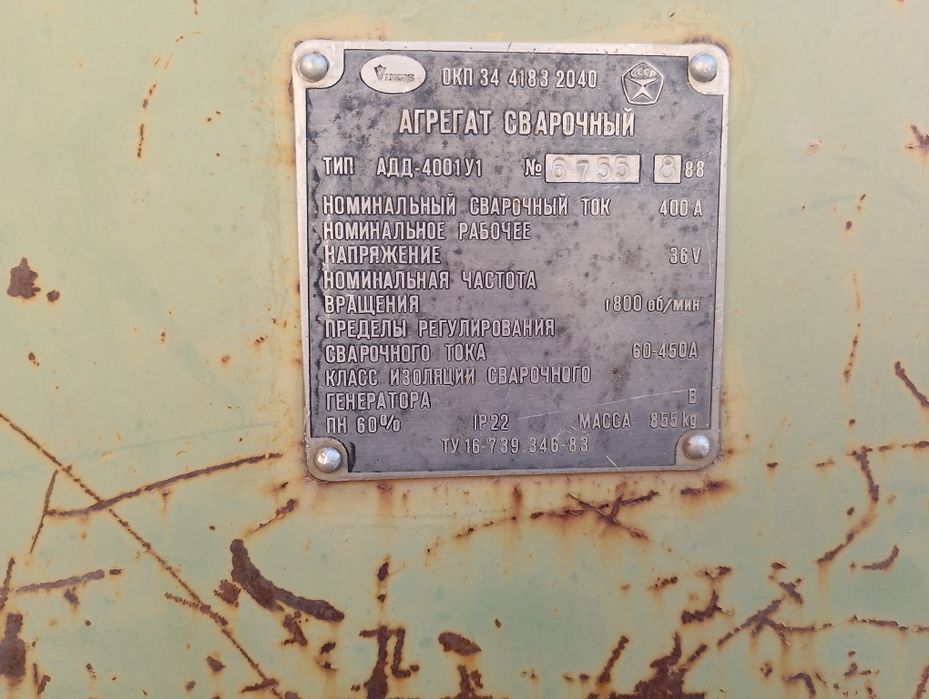 ОКП 34 4183 2040
СССР
АГРЕГАТ СВАРОЧНЫЙ
ТИП АДД-4001У1 № 6755 8 88
НОМИНАЛЬНЫЙ СВАРОЧНЫЙ ТОК 400 А
НОМИНАЛЬНОЕ РАБОЧЕЕ
НАПРЯЖЕНИЕ 36 V
НОМИНАЛЬНАЯ ЧАСТОТА
ВРАЩЕНИЯ 1800 об/мин
ПРЕДЕЛЫ РЕГУЛИРОВАНИЯ
СВАРОЧНОГО ТОКА 60-450А
КЛАСС ИЗОЛЯЦИИ СВАРОЧНОГО
ГЕНЕРАТОРА В
ПН 60% IP22 МАССА 855 kg
ТУ 16-739.346-83